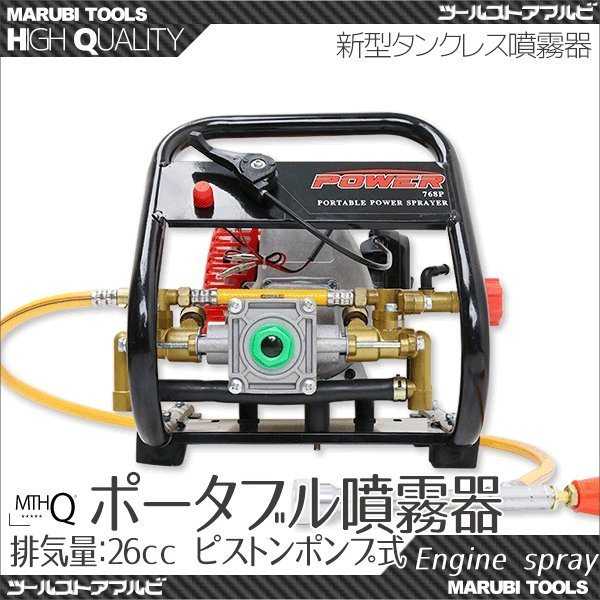 MARUBI TOOLS
ツールストアマルビ
HIGH QUALITY
新型タンクレス噴霧器
POWER
768P
PORTABLE POWER SPRAYER
MTHQ
★★★★★
ポータブル噴霧器
排気量:26cc ピストンポンプ式
Engine spray
ツールストアマルビ
MARUBI TOOLS